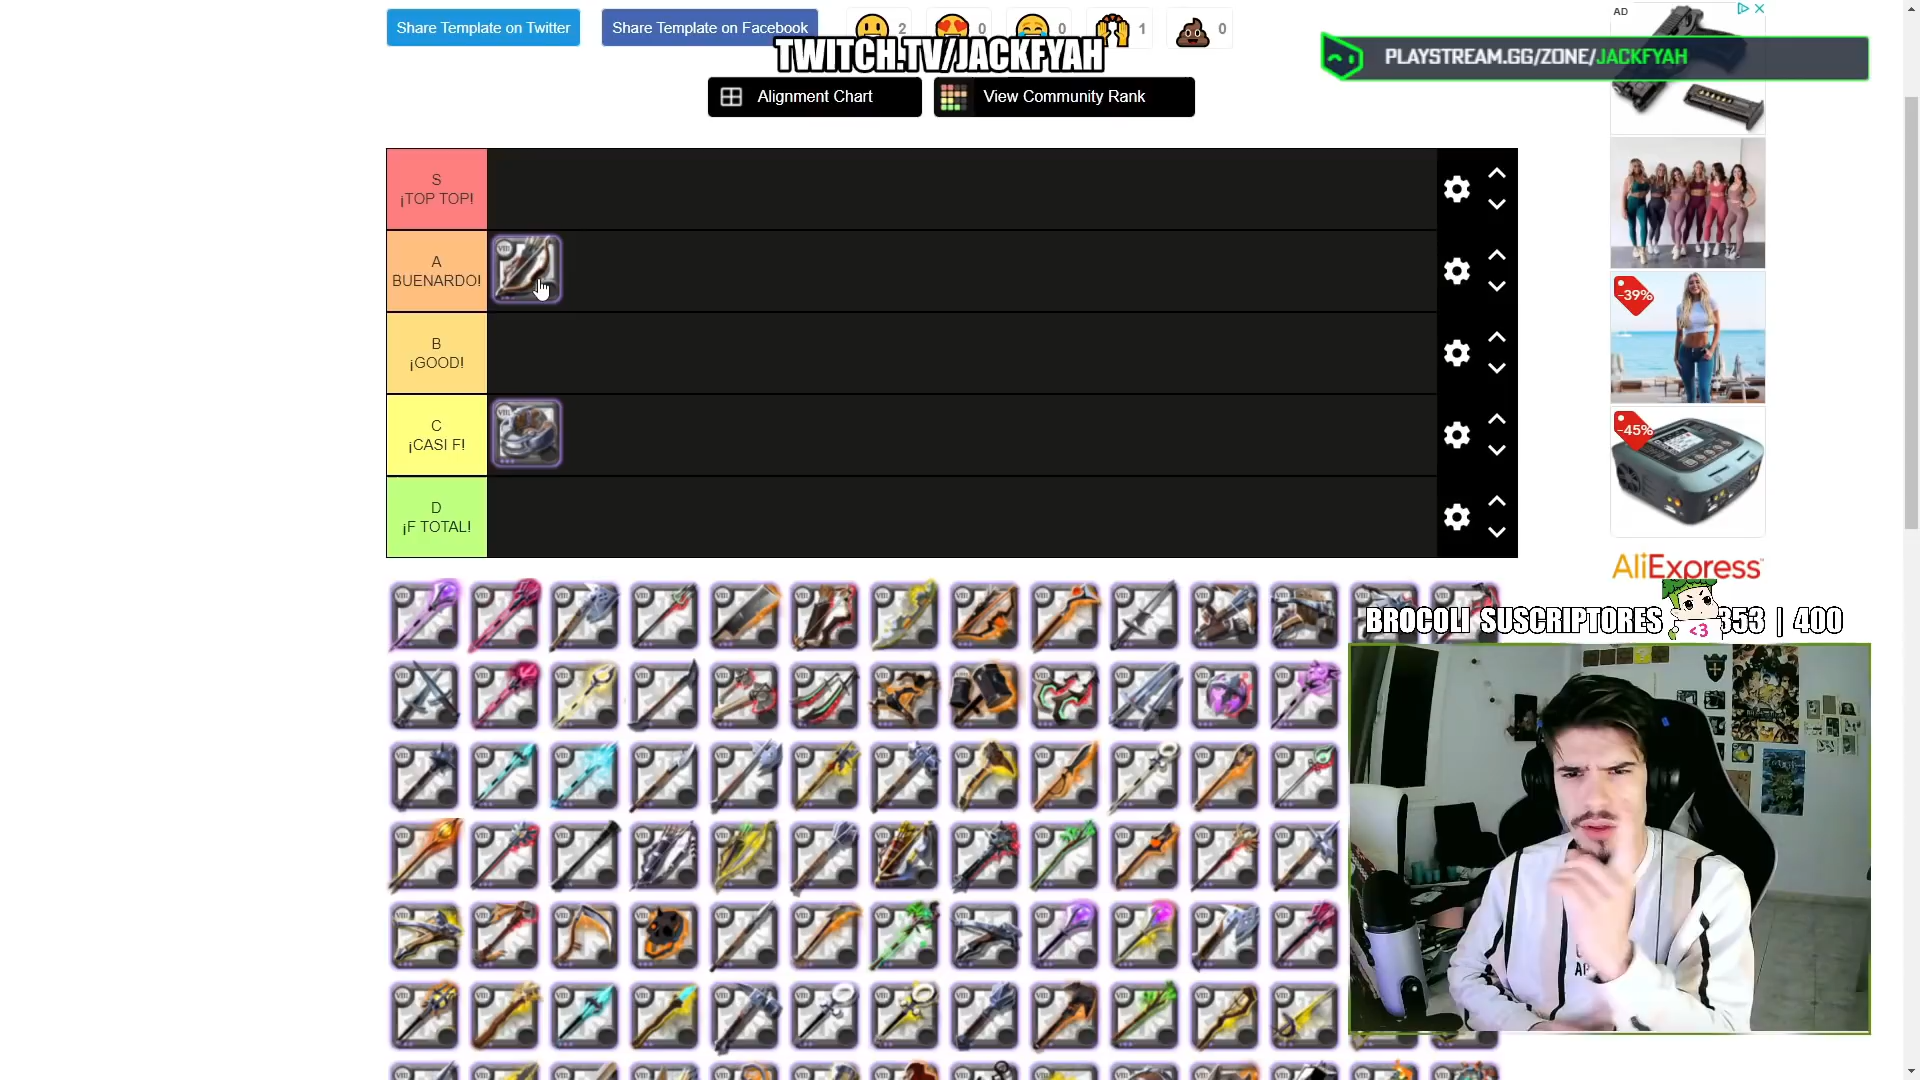 Share Template on Twitter
Share Template on Facebook
2
0
0
1
0
TWITCH.TV/JACKFYAH
Alignment Chart
View Community Rank
AD
PLAYSTREAM.GG/ZONE/JACKFYAH
S
¡TOP TOP!
A
BUENARDO!
VIII
B
¡GOOD!
C
¡CASI F!
VIII
D
¡F TOTAL!
-39%
-45%
AliExpress
BROCOLI SUSCRIPTORES <3 353 | 400